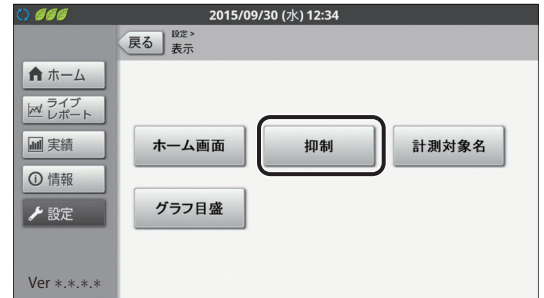 2015/09/30 (水) 12:34
戻る
設定 >
表示
ホーム
ライブ
レポート
実績
情報
設定
ホーム画面
抑制
計測対象名
グラフ目盛
Ver *.*.*.*